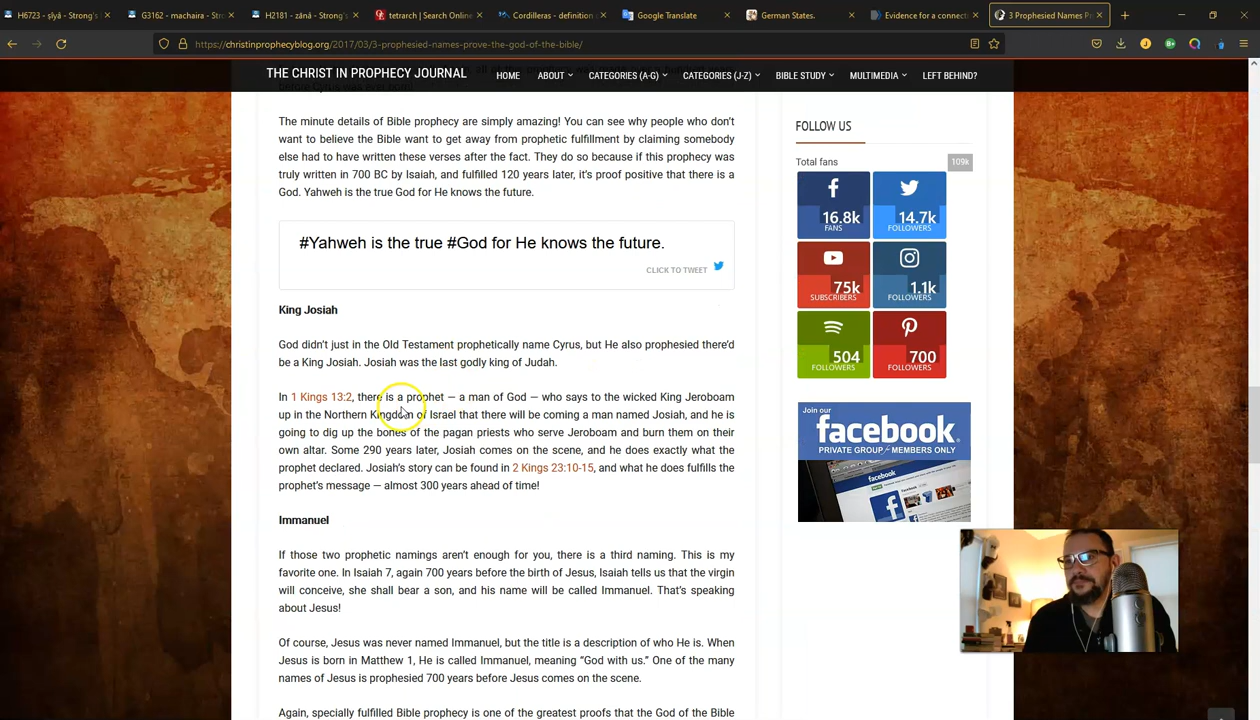 H6723 - ṣîyâ - Stro
G3162 - machaira - Str
H2181 - zānâ - Strong's
tetrarch | Search Online
Cordilleras - definition
Google Translate
German States.
Evidence for a connecti
3 Prophesied Names P
https://christinprophecyblog.org/2017/03/3-prophesied-names-prove-the-god-of-the-bible/
THE CHRIST IN PROPHECY JOURNAL
HOME ABOUT CATEGORIES (A-G) CATEGORIES (J-Z) BIBLE STUDY MULTIMEDIA LEFT BEHIND?
The minute details of Bible prophecy are simply amazing! You can see why people who don't
want to believe the Bible want to get away from prophetic fulfillment by claiming somebody
else had to have written these verses after the fact. They do so because if this prophecy was
truly written in 700 BC by Isaiah, and fulfilled 120 years later, it's proof positive that there is a
God. Yahweh is the true God for He knows the future.
#Yahweh is the true #God for He knows the future.
CLICK TO TWEET
King Josiah
God didn't just in the Old Testament prophetically name Cyrus, but He also prophesied there'd
be a King Josiah. Josiah was the last godly king of Judah.
In 1 Kings 13:2, there is a prophet — a man of God — who says to the wicked King Jeroboam
up in the Northern Kingdom of Israel that there will be coming a man named Josiah, and he is
going to dig up the bones of the pagan priests who serve Jeroboam and burn them on their
own altar. Some 290 years later, Josiah comes on the scene, and he does exactly what the
prophet declared. Josiah's story can be found in 2 Kings 23:10-15, and what he does fulfills the
prophet's message — almost 300 years ahead of time!
Immanuel
If those two prophetic namings aren't enough for you, there is a third naming. This is my
favorite one. In Isaiah 7, again 700 years before the birth of Jesus, Isaiah tells us that the virgin
will conceive, she shall bear a son, and his name will be called Immanuel. That's speaking
about Jesus!
Of course, Jesus was never named Immanuel, but the title is a description of who He is. When
Jesus is born in Matthew 1, He is called Immanuel, meaning "God with us." One of the many
names of Jesus is prophesied 700 years before Jesus comes on the scene.
Again, specially fulfilled Bible prophecy is one of the greatest proofs that the God of the Bible
FOLLOW US
Total fans 109k
16.8k
FANS
14.7k
FOLLOWERS
75k
SUBSCRIBERS
1.1k
FOLLOWERS
504
FOLLOWERS
700
FOLLOWERS
Join our
facebook
PRIVATE GROUP MEMBERS ONLY